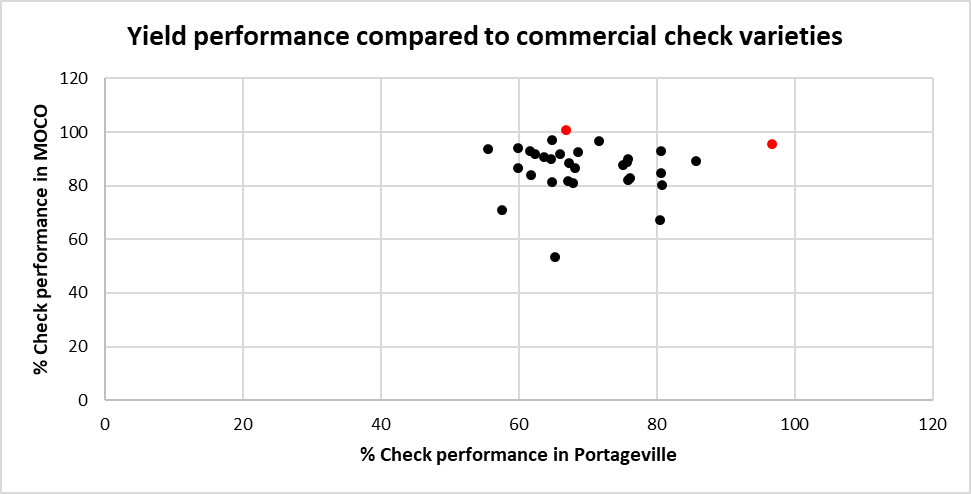 Yield performance compared to commercial check varieties
% Check performance in MOCO
120
100
80
60
40
20
0
0 20 40 60 80 100 120
% Check performance in Portageville